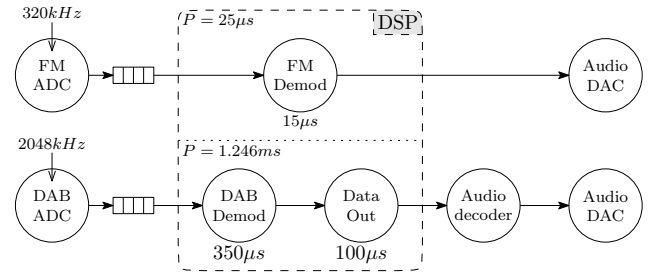 320kHz
P = 25μs
DSP
FM
ADC
FM
Demod
Audio
DAC
15μs
2048kHz
P = 1.246ms
DAB
ADC
DAB
Demod
Data
Out
Audio
decoder
Audio
DAC
350μs
100μs